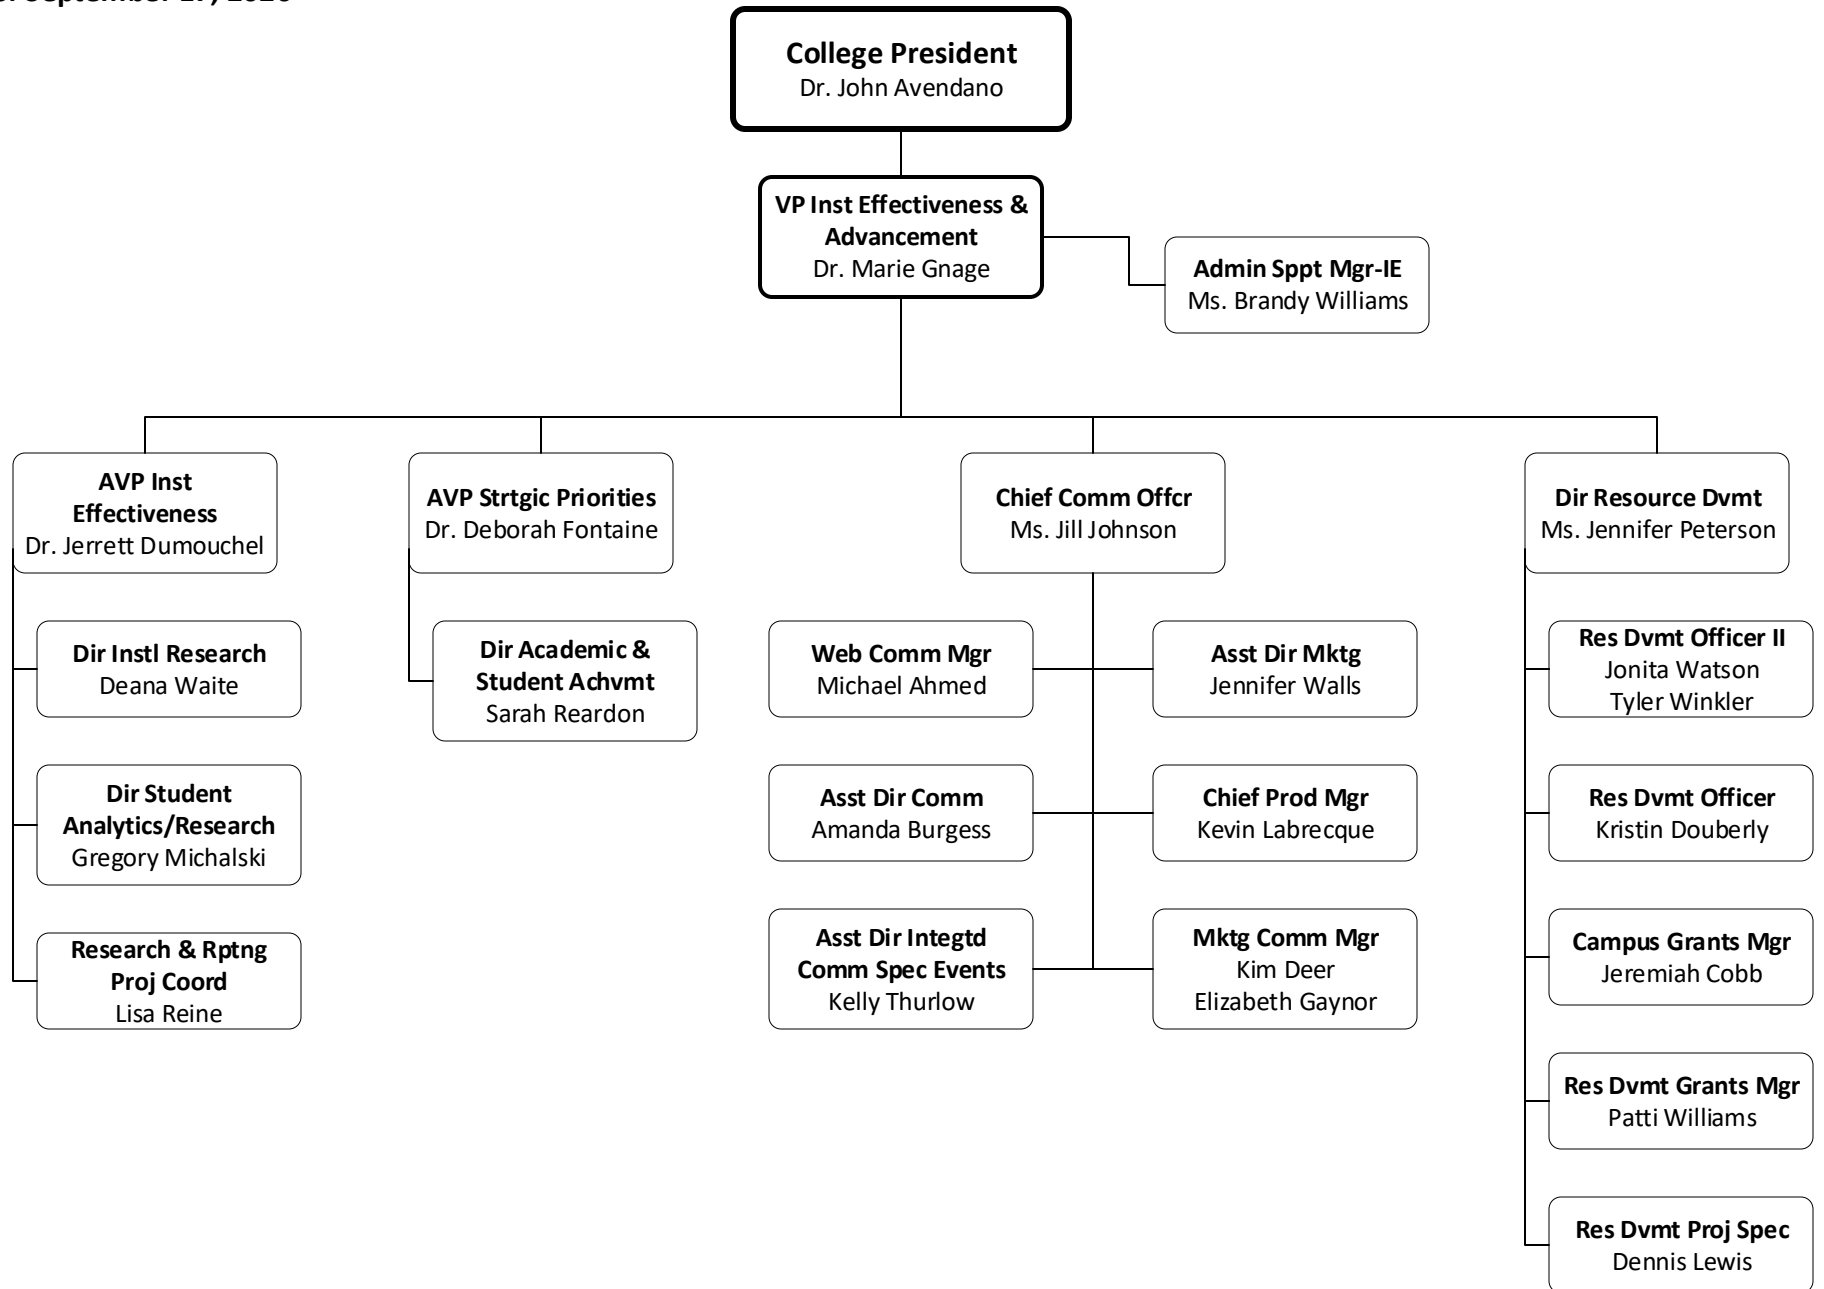 College President
Dr. John Avendano
VP Inst Effectiveness &
Advancement
Dr. Marie Gnage
Admin Sppt Mgr-IE
Ms. Brandy Williams
AVP Inst
Effectiveness
Dr. Jerrett Dumouchel
AVP Strtgic Priorities
Dr. Deborah Fontaine
Chief Comm Offcr
Ms. Jill Johnson
Dir Resource Dvmt
Ms. Jennifer Peterson
Dir Instl Research
Deana Waite
Dir Student
Analytics/Research
Gregory Michalski
Research & Rptng
Proj Coord
Lisa Reine
Dir Academic &
Student Achvmt
Sarah Reardon
Web Comm Mgr
Michael Ahmed
Asst Dir Mktg
Jennifer Walls
Asst Dir Comm
Amanda Burgess
Chief Prod Mgr
Kevin Labrecque
Asst Dir Integtd
Comm Spec Events
Kelly Thurlow
Mktg Comm Mgr
Kim Deer
Elizabeth Gaynor
Res Dvmt Officer II
Jonita Watson
Tyler Winkler
Res Dvmt Officer
Kristin Douberly
Campus Grants Mgr
Jeremiah Cobb
Res Dvmt Grants Mgr
Patti Williams
Res Dvmt Proj Spec
Dennis Lewis